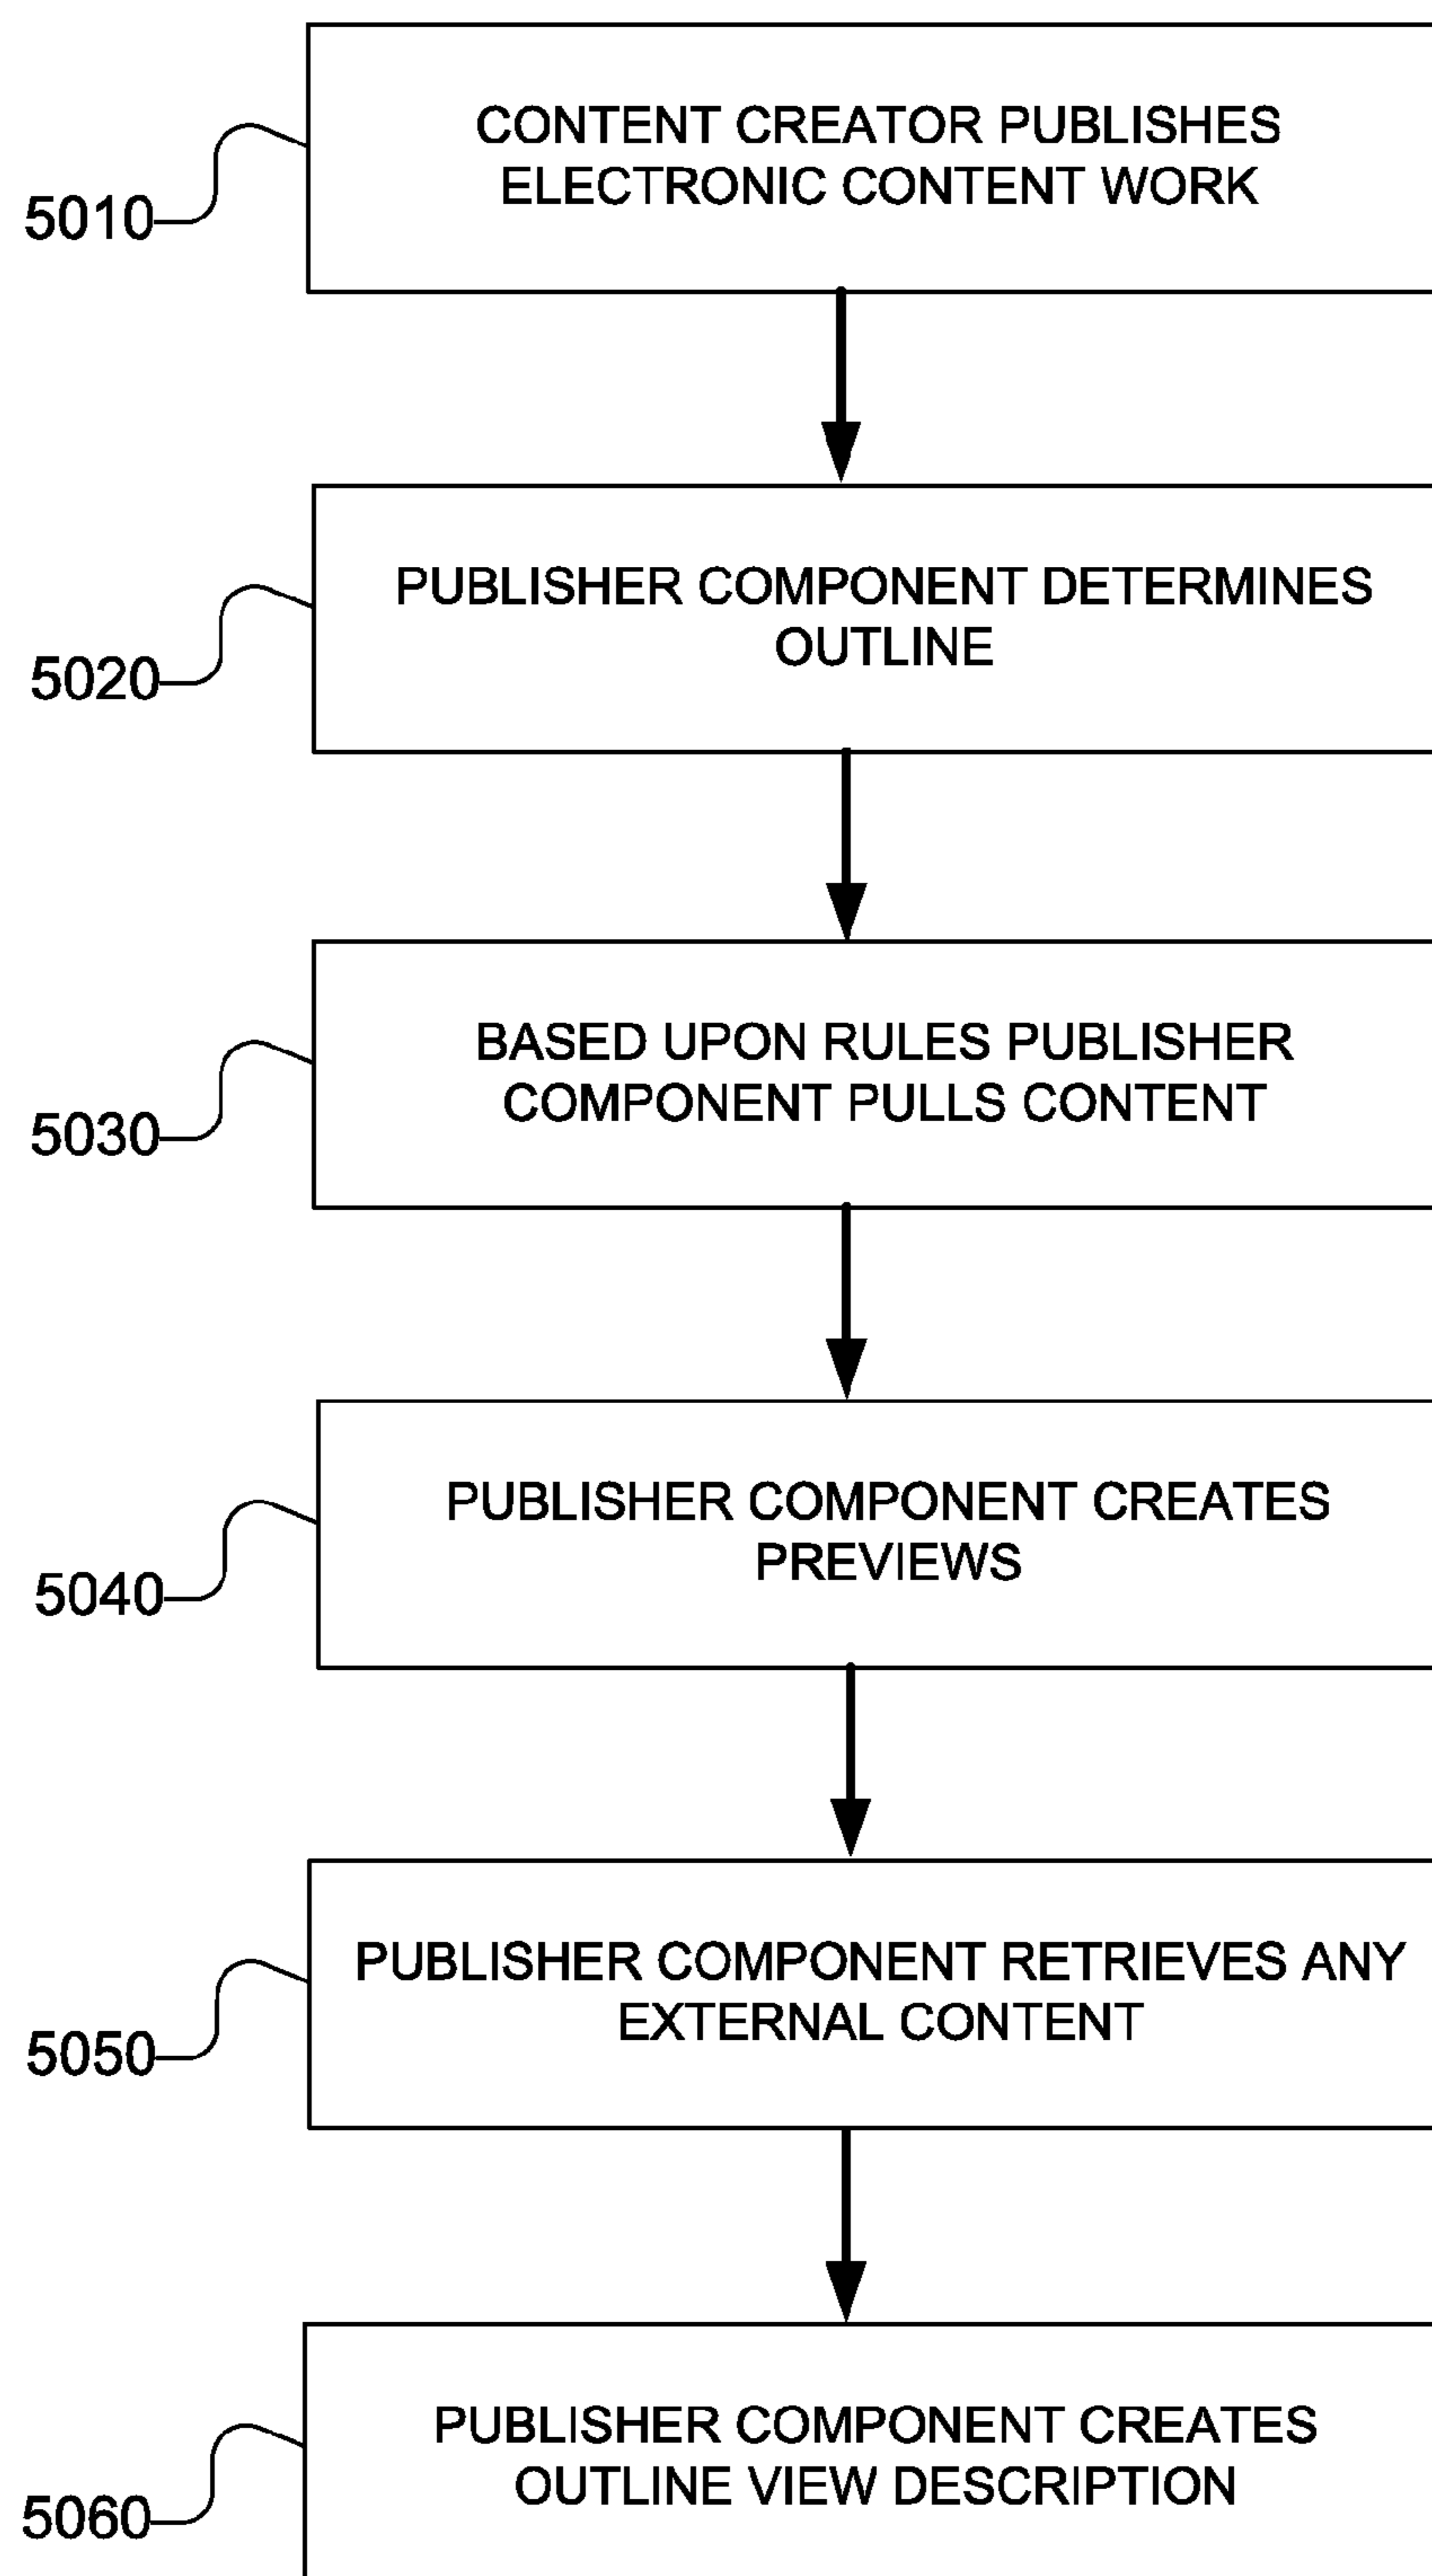 CONTENT CREATOR PUBLISHES
ELECTRONIC CONTENT WORK
5010
PUBLISHER COMPONENT DETERMINES
OUTLINE
5020
BASED UPON RULES PUBLISHER
COMPONENT PULLS CONTENT
5030
PUBLISHER COMPONENT CREATES
PREVIEWS
5040
PUBLISHER COMPONENT RETRIEVES ANY
EXTERNAL CONTENT
5050
PUBLISHER COMPONENT CREATES
OUTLINE VIEW DESCRIPTION
5060